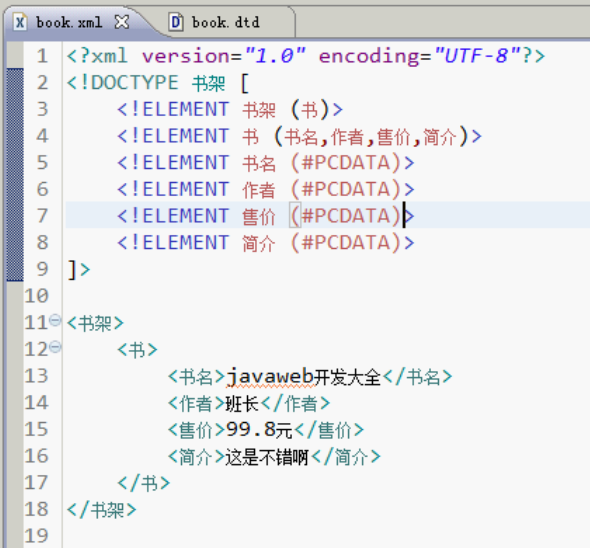 book.xml book.dtd
1 <?xml version="1.0" encoding="UTF-8"?>
2 <!DOCTYPE 书架 [
3 <!ELEMENT 书架 (书)>
4 <!ELEMENT 书 (书名,作者,售价,简介)>
5 <!ELEMENT 书名 (#PCDATA)>
6 <!ELEMENT 作者 (#PCDATA)>
7 <!ELEMENT 售价 (#PCDATA)>
8 <!ELEMENT 简介 (#PCDATA)>
9 ]>
10
11 <书架>
12 <书>
13 <书名>javaweb开发大全</书名>
14 <作者>班长</作者>
15 <售价>99.8元</售价>
16 <简介>这是不错啊</简介>
17 </书>
18 </书架>
19